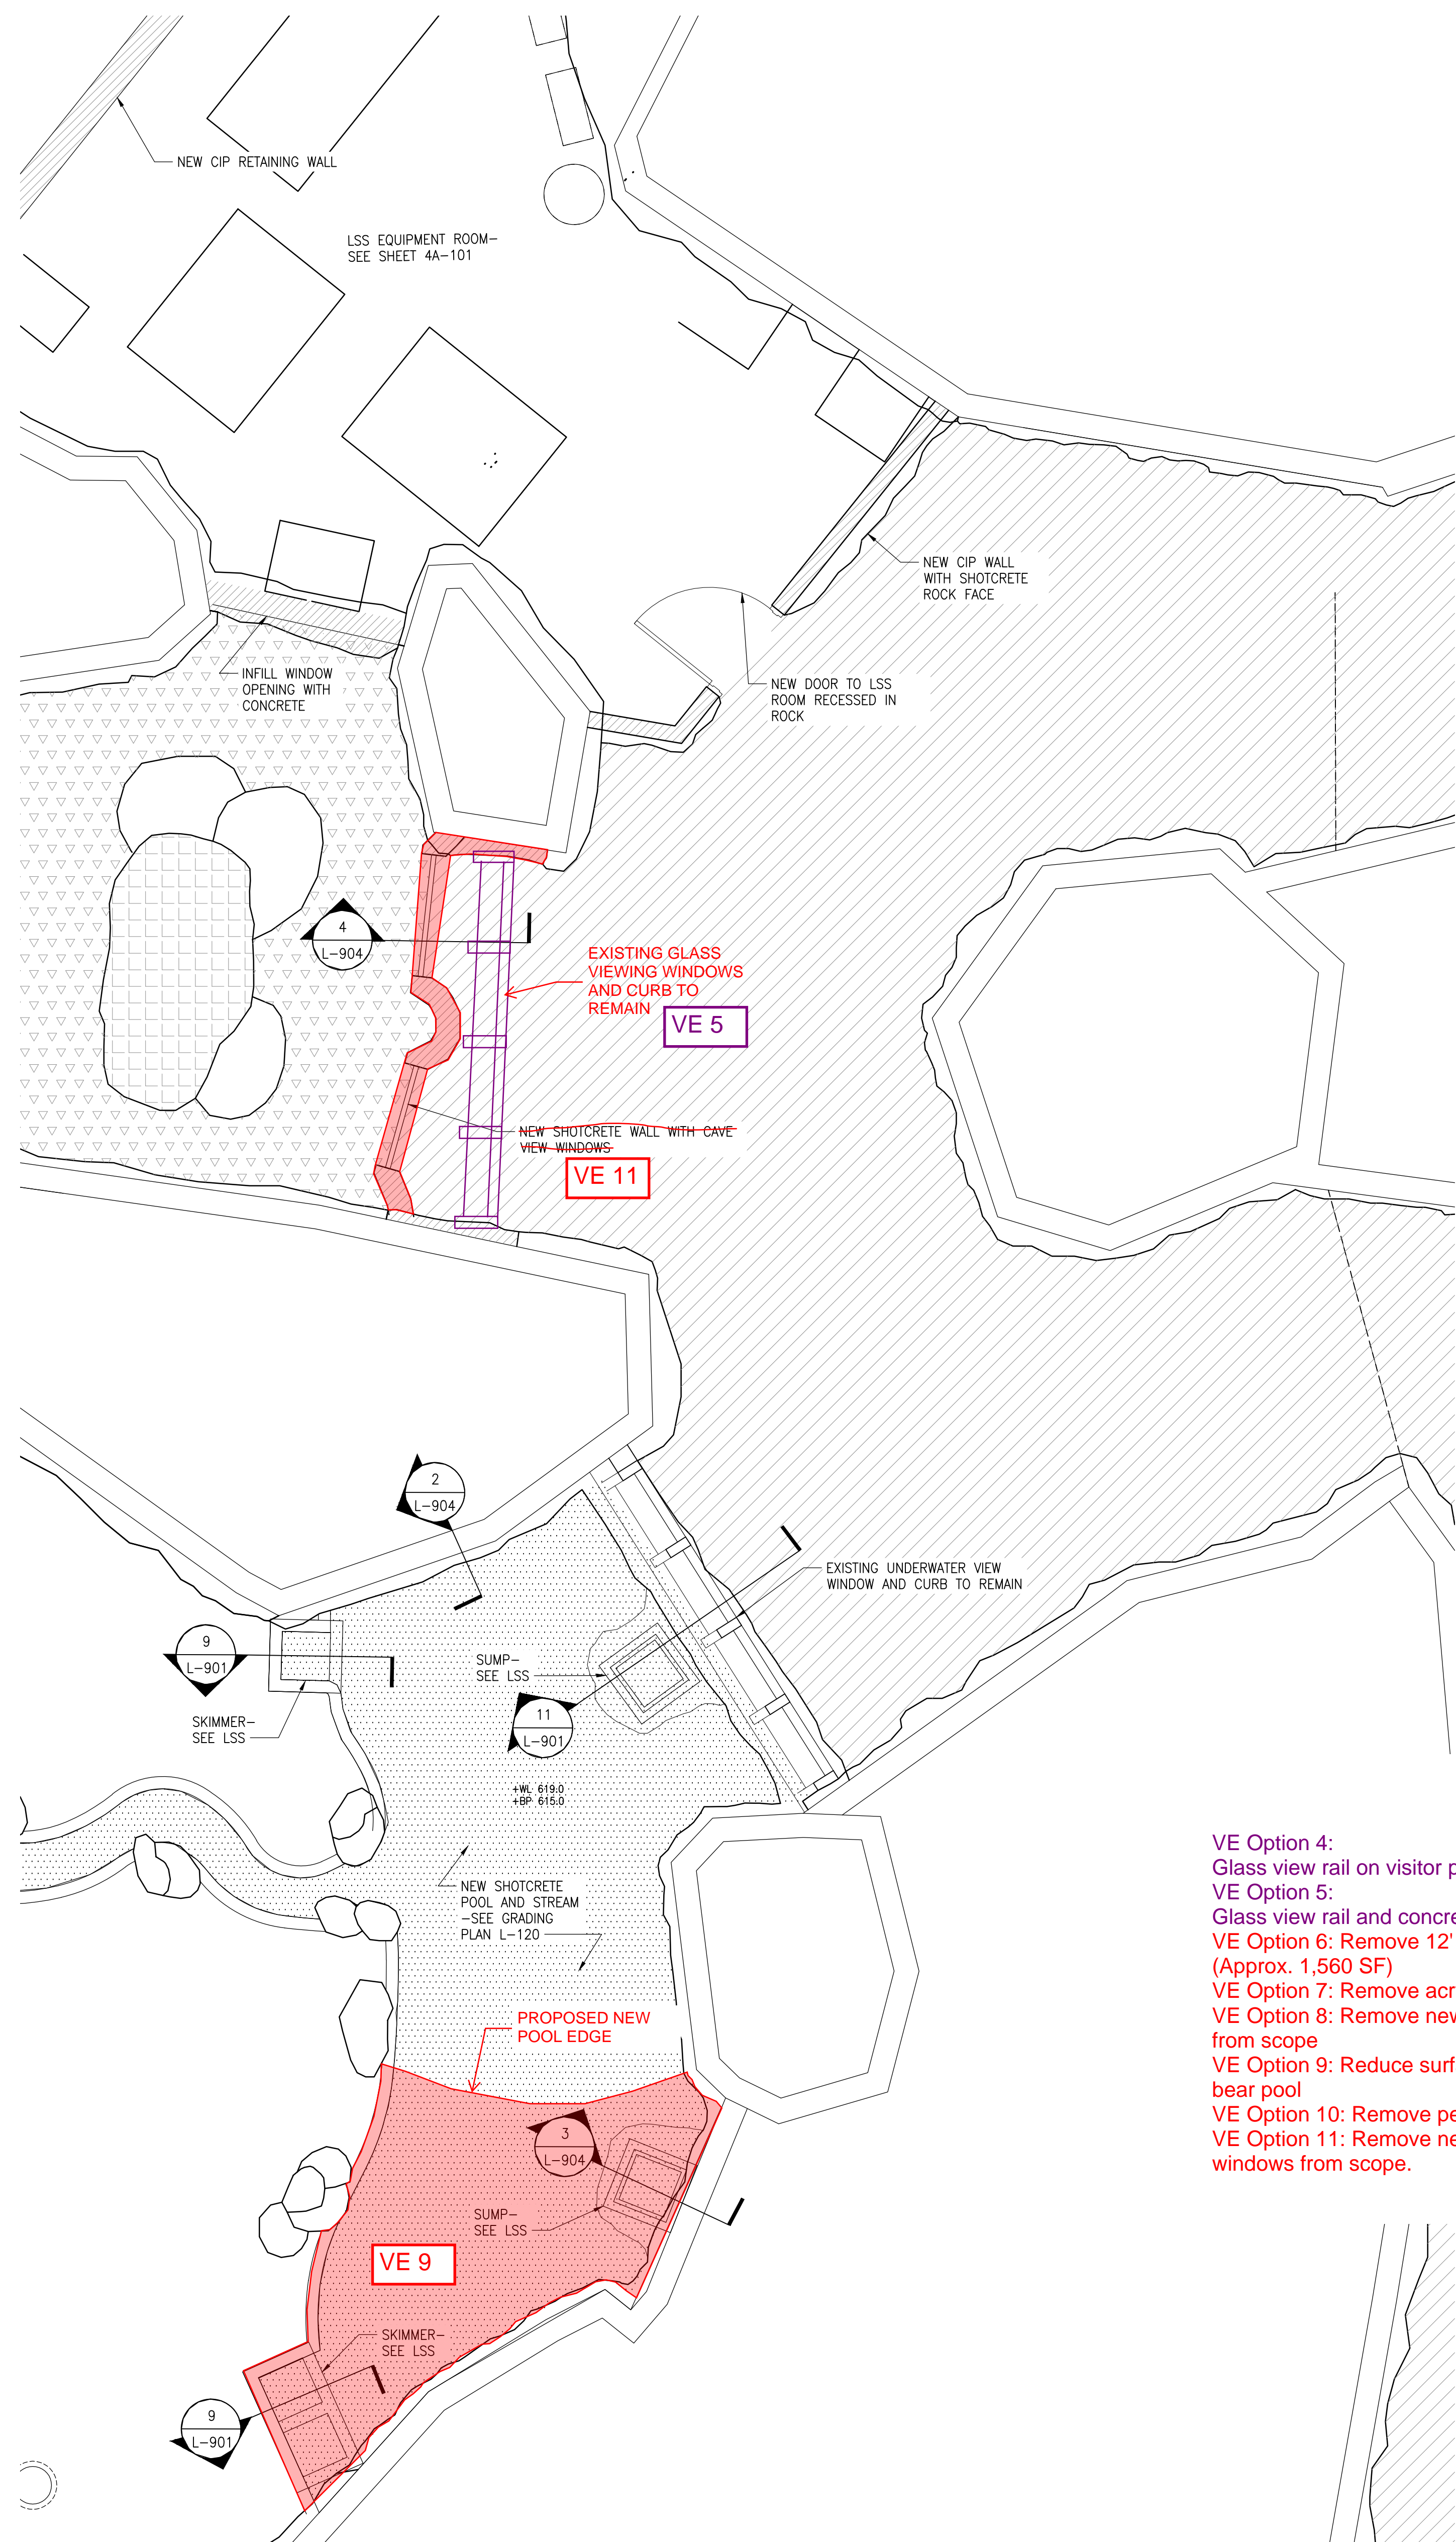 NEW CIP RETAINING WALL
LSS EQUIPMENT ROOM-
SEE SHEET 4A-101
NEW CIP WALL
WITH SHOTCRETE
ROCK FACE
INFILL WINDOW
OPENING WITH
CONCRETE
NEW DOOR TO LSS
ROOM RECESSED IN
ROCK
4
L-904
EXISTING GLASS
VIEWING WINDOWS
AND CURB TO
REMAIN
VE 5
NEW SHOTCRETE WALL WITH CAVE
VIEW WINDOWS
VE 11
2
L-904
EXISTING UNDERWATER VIEW
WINDOW AND CURB TO REMAIN
9
L-901
SUMP-
SEE LSS
SKIMMER-
SEE LSS
11
L-901
+WL 619.0
+BP 615.0
NEW SHOTCRETE
POOL AND STREAM
-SEE GRADING
PLAN L-120
VE Option 4:
Glass view rail on visitor p
VE Option 5:
Glass view rail and concre
VE Option 6: Remove 12'
(Approx. 1,560 SF)
VE Option 7: Remove acr
VE Option 8: Remove new
from scope
VE Option 9: Reduce surf
bear pool
VE Option 10: Remove pe
VE Option 11: Remove ne
windows from scope.
PROPOSED NEW
POOL EDGE
3
L-904
SUMP-
SEE LSS
VE 9
SKIMMER-
SEE LSS
9
L-901